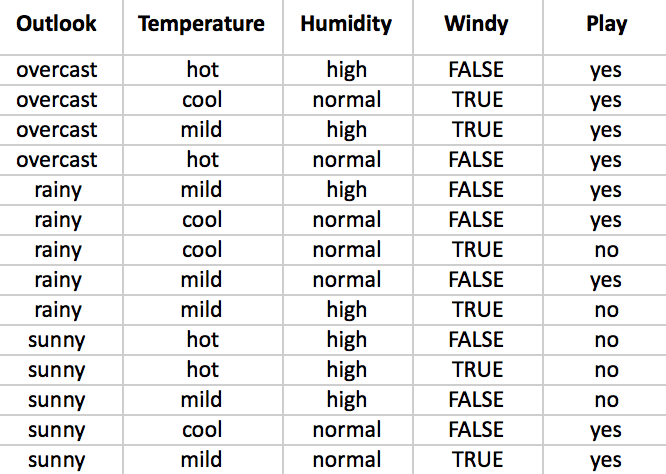 Outlook Temperature Humidity Windy Play
overcast hot high FALSE yes
overcast cool normal TRUE yes
overcast mild high TRUE yes
overcast hot normal FALSE yes
rainy mild high FALSE yes
rainy cool normal FALSE yes
rainy cool normal TRUE no
rainy mild normal FALSE yes
rainy mild high TRUE no
sunny hot high FALSE no
sunny hot high TRUE no
sunny mild high FALSE no
sunny cool normal FALSE yes
sunny mild normal TRUE yes